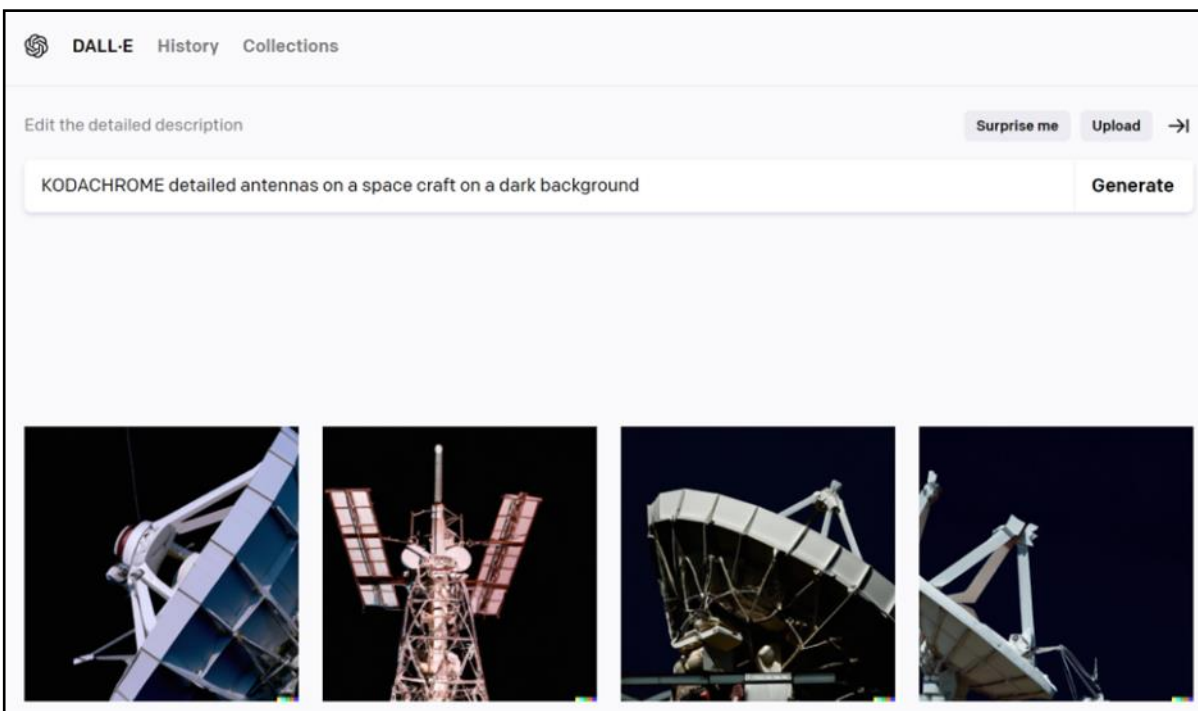 DALL·E History Collections
Edit the detailed description
Surprise me Upload
KODACHROME detailed antennas on a space craft on a dark background
Generate